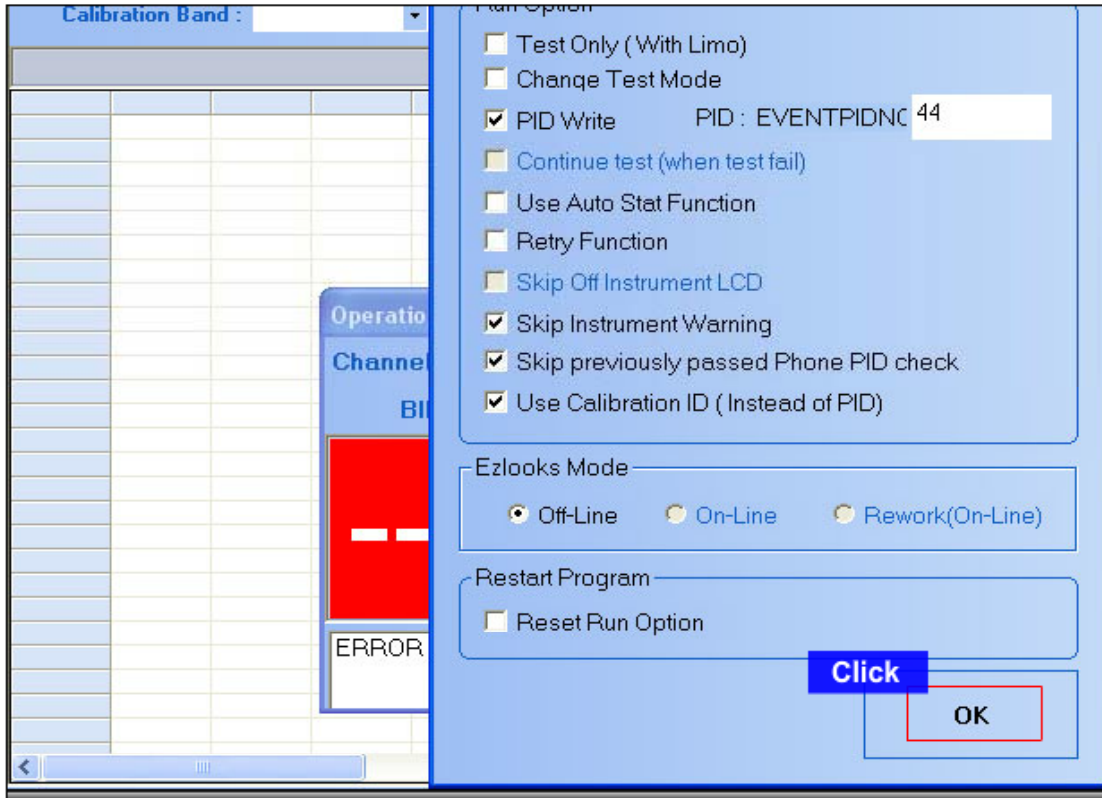 Calibration Band :
Run Option
Test Only ( With Limo)
Change Test Mode
PID Write
PID : EVENTPIDNO
44
Continue test (when test fail)
Use Auto Stat Function
Retry Function
Skip Off Instrument LCD
Skip Instrument Warning
Skip previously passed Phone PID check
Use Calibration ID ( Instead of PID)
Operatio
Channel
BII
--
ERROR
Ezlooks Mode
Off-Line
On-Line
Rework(On-Line)
Restart Program
Reset Run Option
Click
OK